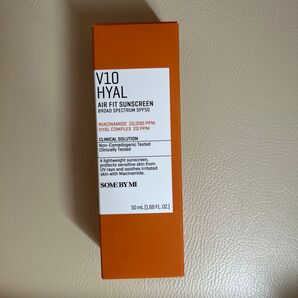 V10
HYAL
AIR FIT SUNSCREEN
BROAD SPECTRUM SPF50
NIACINAMIDE 10,000 PPM
HYAL COMPLEX 20 PPM
CLINICAL SOLUTION
Non-Comedogenic Tested
Clinically Tested
A lightweight sunscreen,
protects sensitive skin from
UV rays and soothes irritated
skin with Niacinamide.
SOME BY MI
50 mL [1.69 FL. OZ.]